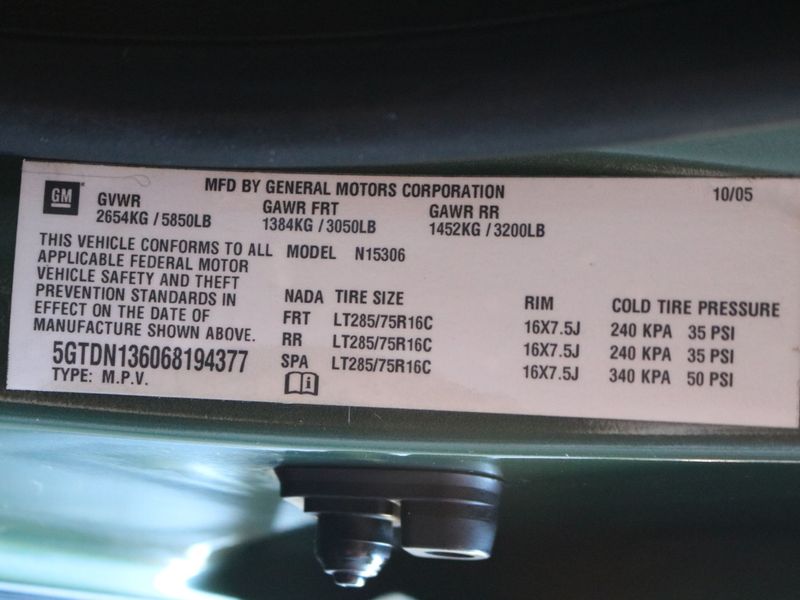 MFD BY GENERAL MOTORS CORPORATION 10/05
GM
GVWR GAWR FRT GAWR RR
2654KG / 5850LB 1384KG / 3050LB 1452KG / 3200LB
THIS VEHICLE CONFORMS TO ALL
APPLICABLE FEDERAL MOTOR
VEHICLE SAFETY AND THEFT
PREVENTION STANDARDS IN
EFFECT ON THE DATE OF
MANUFACTURE SHOWN ABOVE.
5GTDN136068194377
TYPE: M.P.V.
MODEL N15306
NADA TIRE SIZE RIM COLD TIRE PRESSURE
FRT LT285/75R16C 16X7.5J 240 KPA 35 PSI
RR LT285/75R16C 16X7.5J 240 KPA 35 PSI
SPA LT285/75R16C 16X7.5J 340 KPA 50 PSI